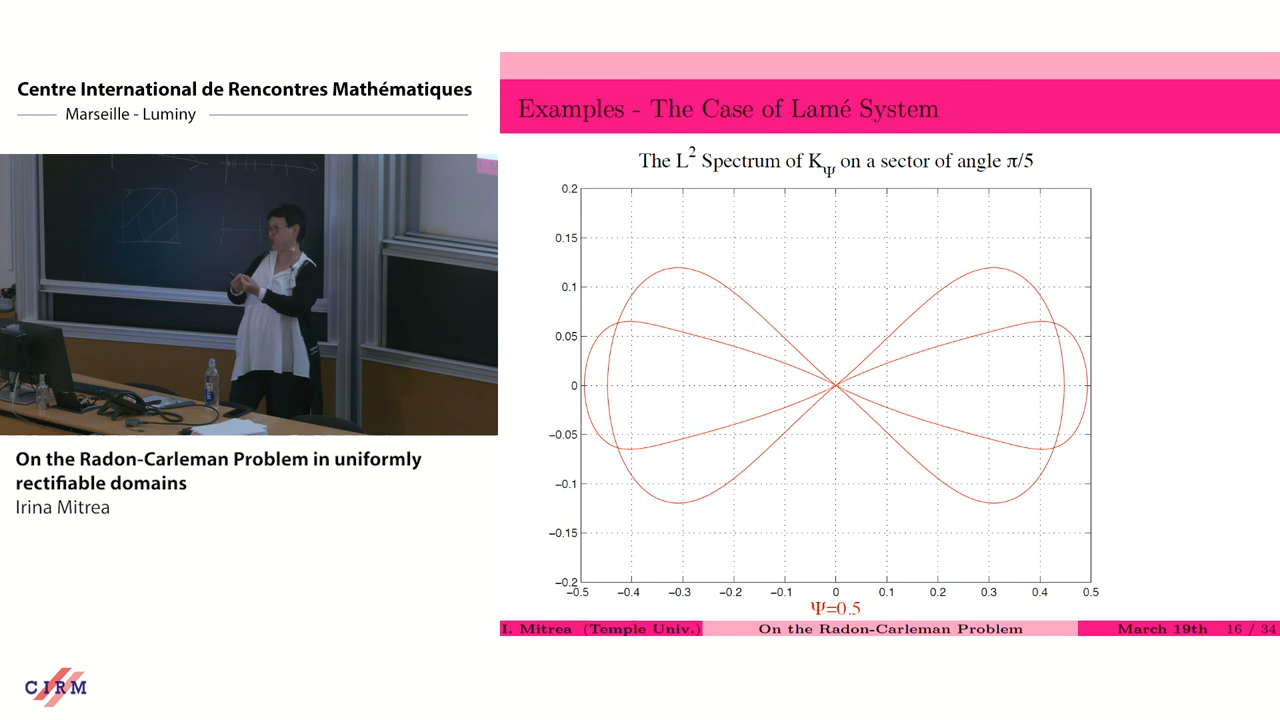 Centre International de Rencontres Mathématiques
Marseille - Luminy
On the Radon-Carleman Problem in uniformly
rectifiable domains
Irina Mitrea
CIRM
Examples - The Case of Lamé System
The L² Spectrum of K_Ψ on a sector of angle π/5
0.2
0.15
0.1
0.05
0
−0.05
−0.1
−0.15
−0.2
−0.5 −0.4 −0.3 −0.2 −0.1 0 0.1 0.2 0.3 0.4 0.5
Ψ=0.5
I. Mitrea (Temple Univ.) On the Radon-Carleman Problem March 19th 16 / 34